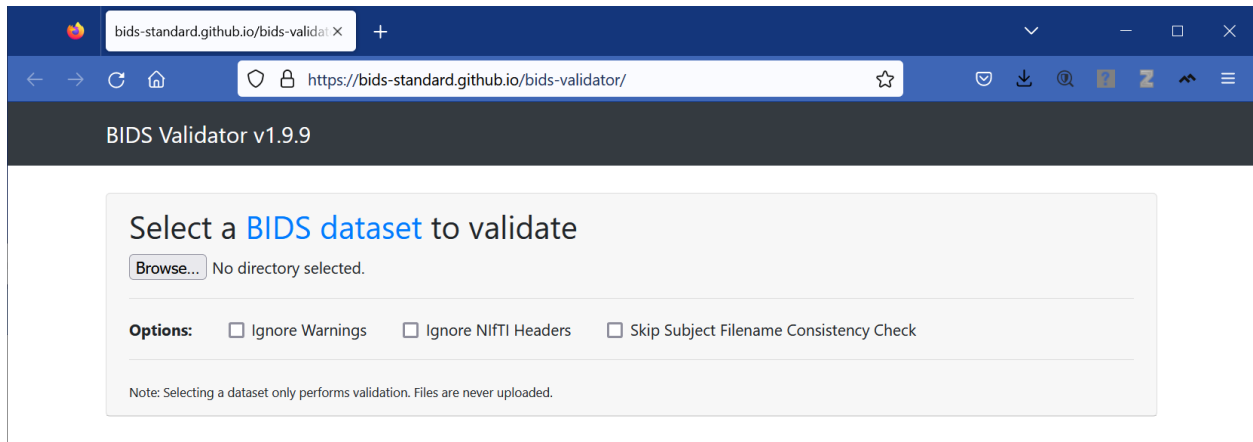 bids-standard.github.io/bids-valida
https://bids-standard.github.io/bids-validator/
BIDS Validator v1.9.9
Select a BIDS dataset to validate
Browse... No directory selected.
Options: Ignore Warnings Ignore NIfTI Headers Skip Subject Filename Consistency Check
Note: Selecting a dataset only performs validation. Files are never uploaded.